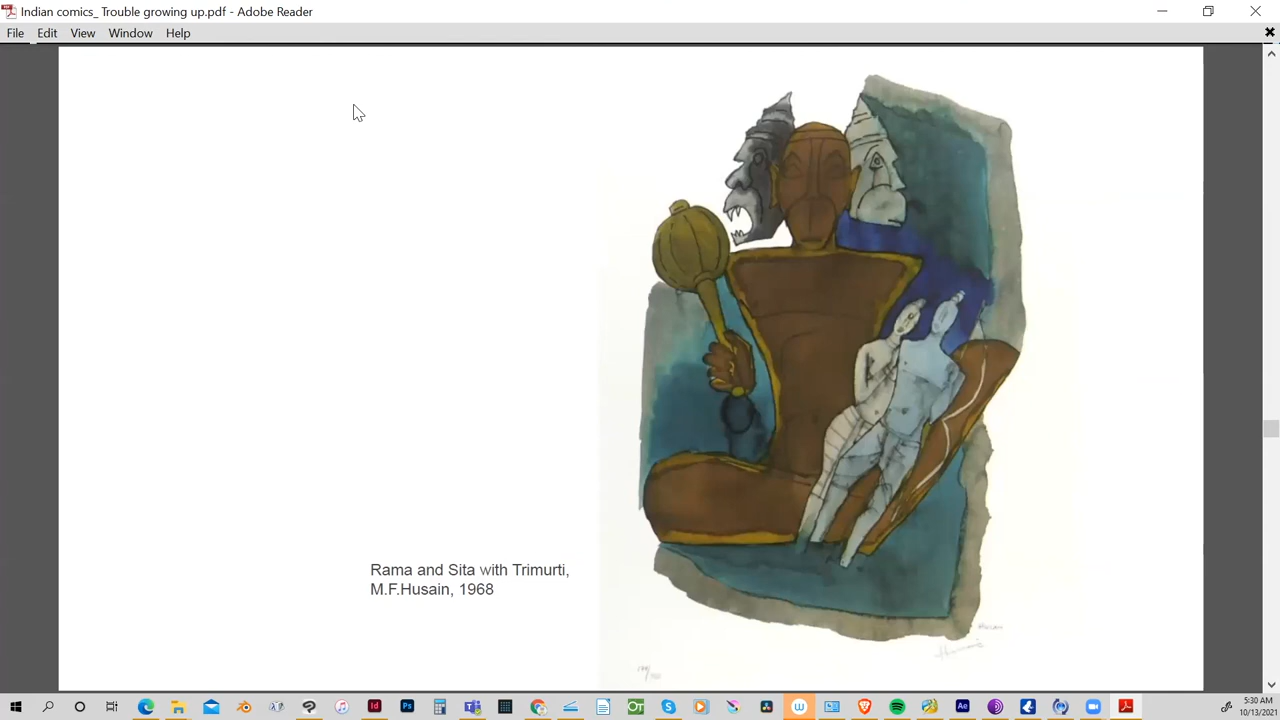 Indian comics_ Trouble growing up.pdf - Adobe Reader
File Edit View Window Help
Rama and Sita with Trimurti,
M.F.Husain, 1968
5:30 AM
10/13/2021